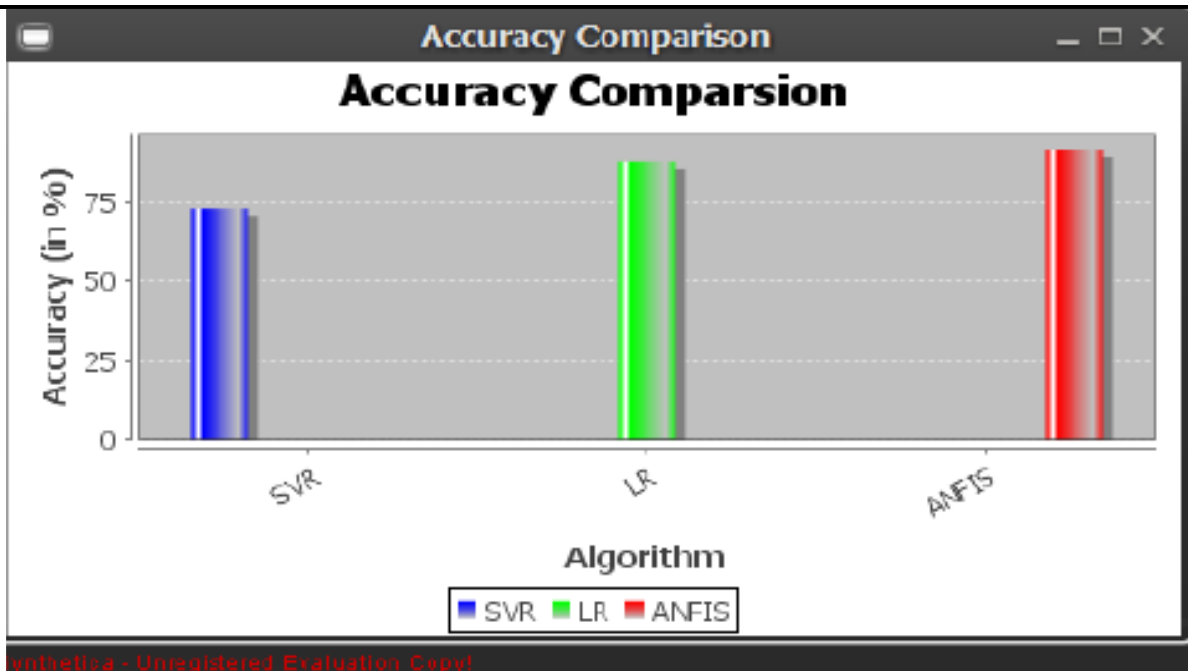 Accuracy Comparison
Accuracy Comparsion
Accuracy (in %)
75
50
25
0
SVR
LR
ANFIS
Algorithm
SVR LR ANFIS
ynthetica - Unregistered Evaluation Copy!